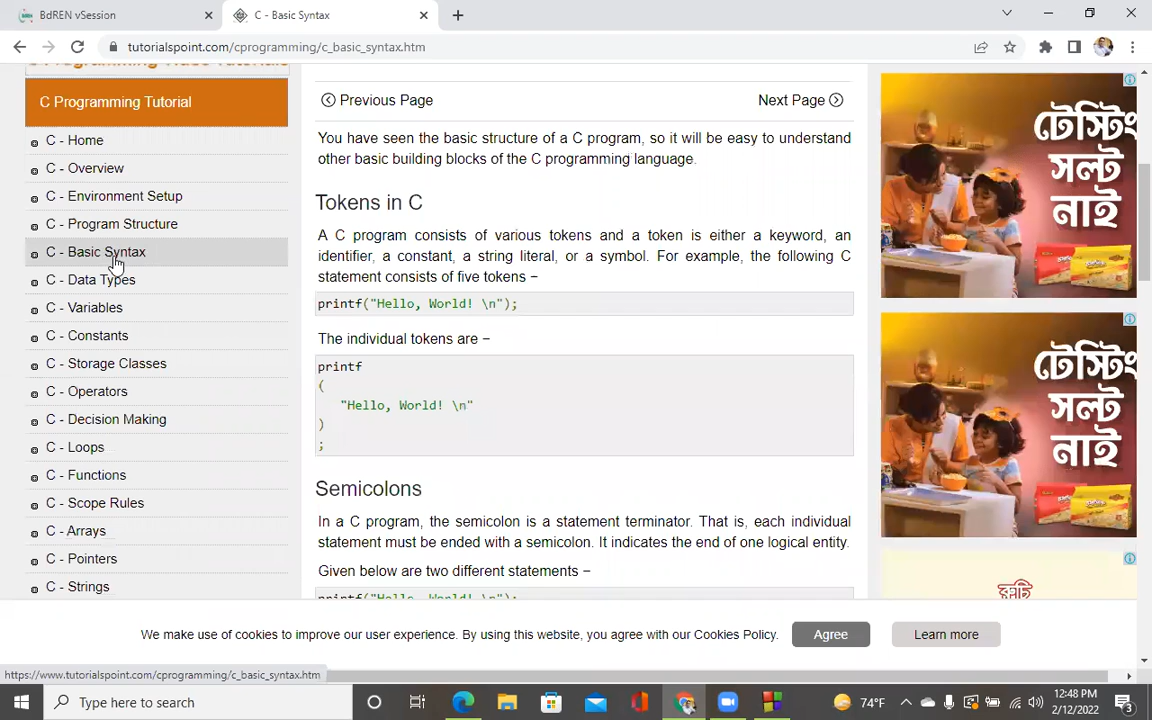 BdREN vSession
C - Basic Syntax
tutorialspoint.com/cprogramming/c_basic_syntax.htm
C Programming Tutorial
C - Home
C - Overview
C - Environment Setup
C - Program Structure
C - Basic Syntax
C - Data Types
C - Variables
C - Constants
C - Storage Classes
C - Operators
C - Decision Making
C - Loops
C - Functions
C - Scope Rules
C - Arrays
C - Pointers
C - Strings
Previous Page
Next Page
You have seen the basic structure of a C program, so it will be easy to understand
other basic building blocks of the C programming language.
Tokens in C
A C program consists of various tokens and a token is either a keyword, an
identifier, a constant, a string literal, or a symbol. For example, the following C
statement consists of five tokens −
printf("Hello, World! \n");
The individual tokens are −
printf
(
"Hello, World! \n"
)
;
Semicolons
In a C program, the semicolon is a statement terminator. That is, each individual
statement must be ended with a semicolon. It indicates the end of one logical entity.
Given below are two different statements −
printf("Hello, World! \n");
টেস্টিং
সল্ট
নাই
টেস্টিং
সল্ট
নাই
We make use of cookies to improve our user experience. By using this website, you agree with our Cookies Policy.
Agree
Learn more
https://www.tutorialspoint.com/cprogramming/c_basic_syntax.htm
Type here to search
74°F
12:48 PM
2/12/2022
3